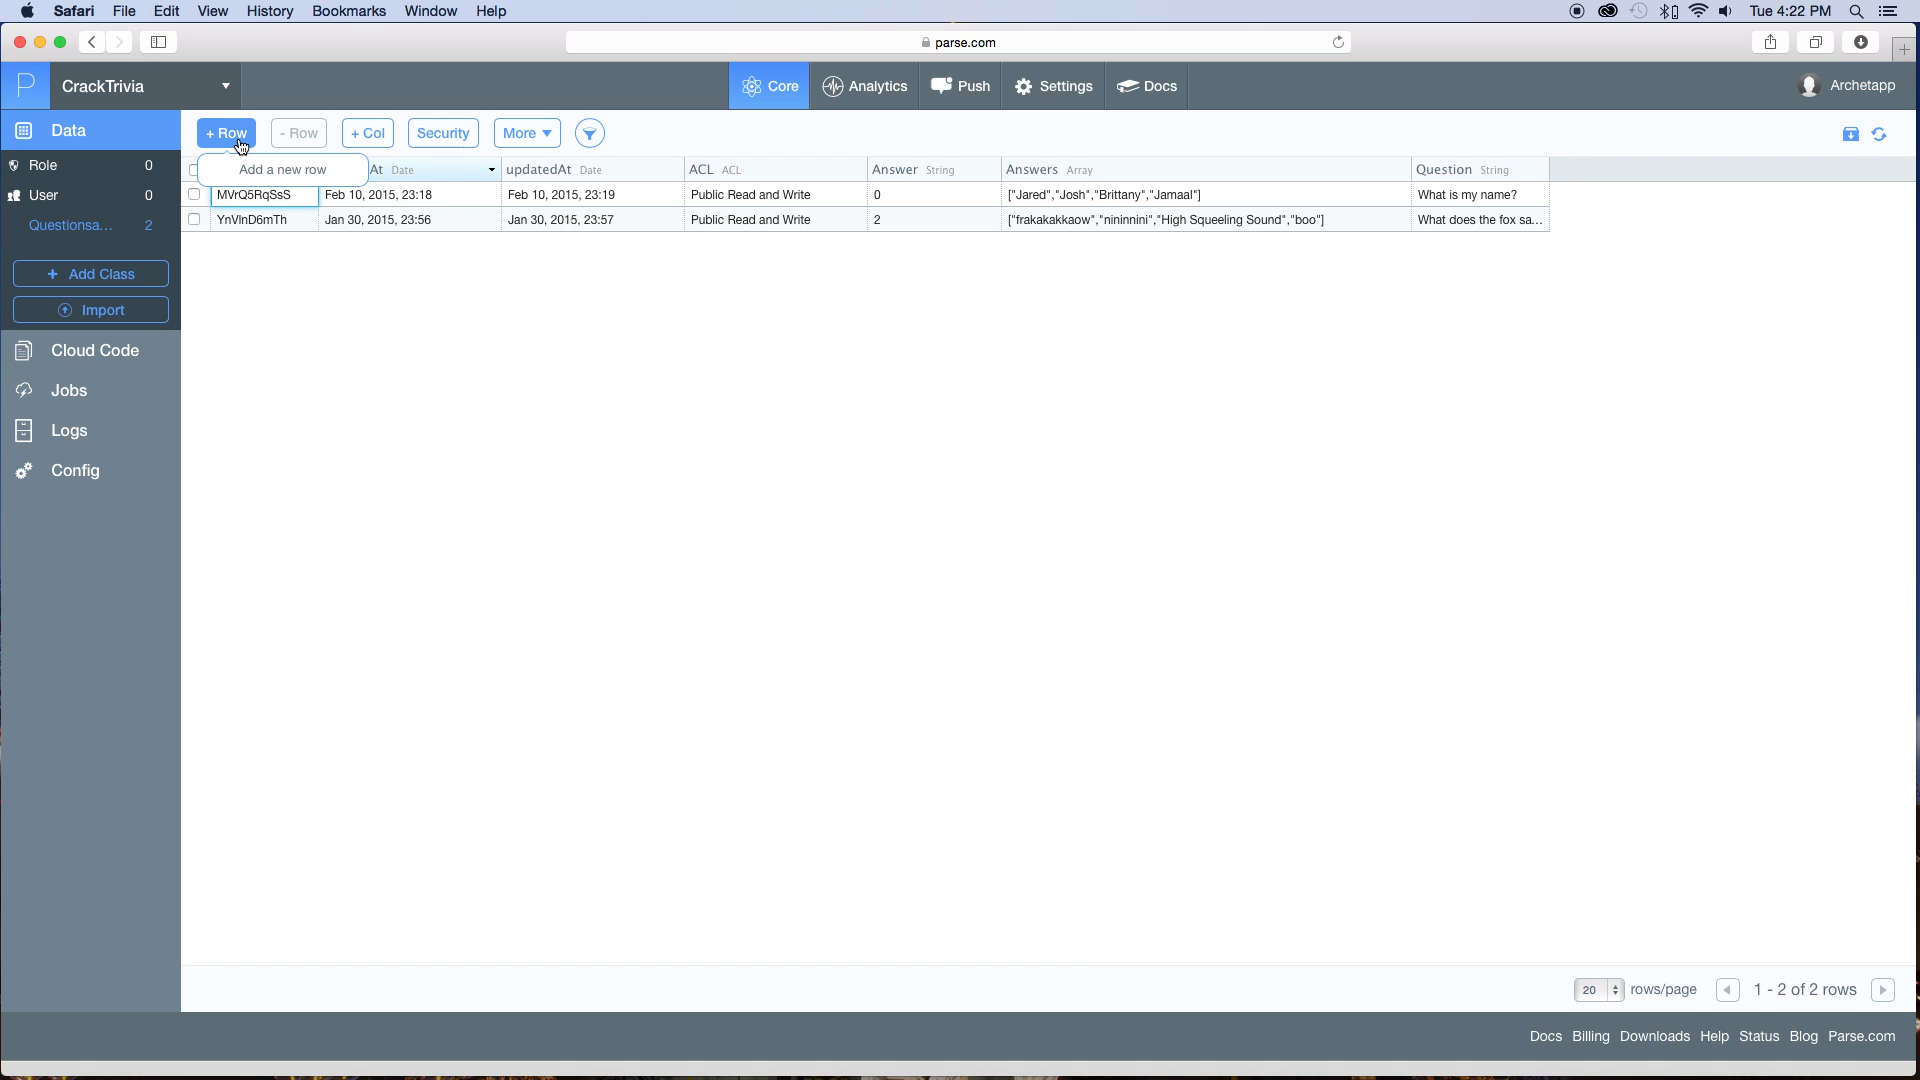 Safari File Edit View History Bookmarks Window Help Tue 4:22 PM
parse.com
P CrackTrivia Core Analytics Push Settings Docs Archetapp
Data + Row - Row + Col Security More
Role 0
User 0
Questionsa... 2
+ Add Class
Import
Cloud Code
Jobs
Logs
Config
Add a new row
At Date updatedAt Date ACL ACL Answer String Answers Array Question String
MVrQ5RqSsS Feb 10, 2015, 23:18 Feb 10, 2015, 23:19 Public Read and Write 0 ["Jared","Josh","Brittany","Jamaal"] What is my name?
YnVlnD6mTh Jan 30, 2015, 23:56 Jan 30, 2015, 23:57 Public Read and Write 2 ["frakakakkaow","nininnini","High Squeeling Sound","boo"] What does the fox sa...
20 rows/page 1 - 2 of 2 rows
Docs Billing Downloads Help Status Blog Parse.com